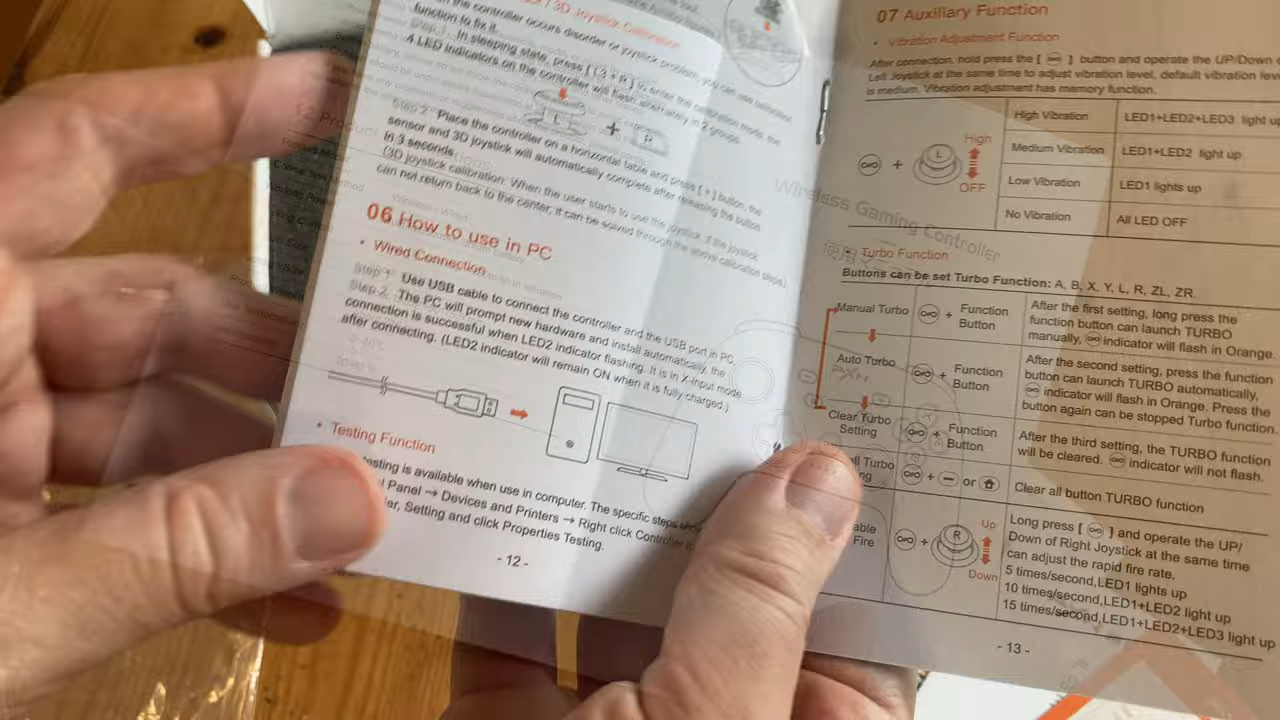 3D Joystick Calibration
the controller occurs disorder or joystick problem, you can use calibration
function to fix it.
In sleeping state, press [ L3 + R ] to enter the calibration mode, the
4 LED indicators on the controller will flash alternately in 2 groups.
L + R
Step 2: Place the controller on a horizontal table and press [ + ] button, the
sensor and 3D joystick will automatically complete after releasing the button
in 3 seconds.
(3D joystick calibration: When the user starts to use the joystick, if the joystick
can not return back to the center, it can be solved through the above calibration steps.)
06 How to use in PC
• Wired Connection
Step 1: Use USB cable to connect the controller and the USB port in PC
Step 2: The PC will prompt new hardware and install automatically, the
connection is successful when LED2 indicator flashing. It is in X-input mode
after connecting. (LED2 indicator will remain ON when it is fully charged.)
• Testing Function
testing is available when use in computer. The specific steps
Panel → Devices and Printers → Right click Controller
Setting and click Properties Testing.
- 12 -
07 Auxiliary Function
• Vibration Adjustment Function
After connection, hold press the [ ] button and operate the UP/Down
Left Joystick at the same time to adjust vibration level, default vibration
is medium. Vibration adjustment has memory function.
+ L High
OFF
High Vibration LED1+LED2+LED3 light up
Medium Vibration LED1+LED2 light up
Low Vibration LED1 lights up
No Vibration All LED OFF
Wireless Gaming Controller
• Turbo Function
Buttons can be set Turbo Function: A, B, X, Y, L, R, ZL, ZR.
Manual Turbo + Function Button After the first setting, long press the
function button can launch TURBO
manually, indicator will flash in Orange.
Auto Turbo + Function Button After the second setting, press the function
button can launch TURBO automatically,
indicator will flash in Orange. Press the
button again can be stopped Turbo function.
Clear Turbo Setting + Function Button After the third setting, the TURBO function
will be cleared. indicator will not flash.
Turbo + or Clear all button TURBO function
Fire + R Up
Down
Long press [ ] and operate the UP/
Down of Right Joystick at the same time
can adjust the rapid fire rate.
5 times/second,LED1 lights up
10 times/second,LED1+LED2 light up
15 times/second,LED1+LED2+LED3 light up
- 13 -